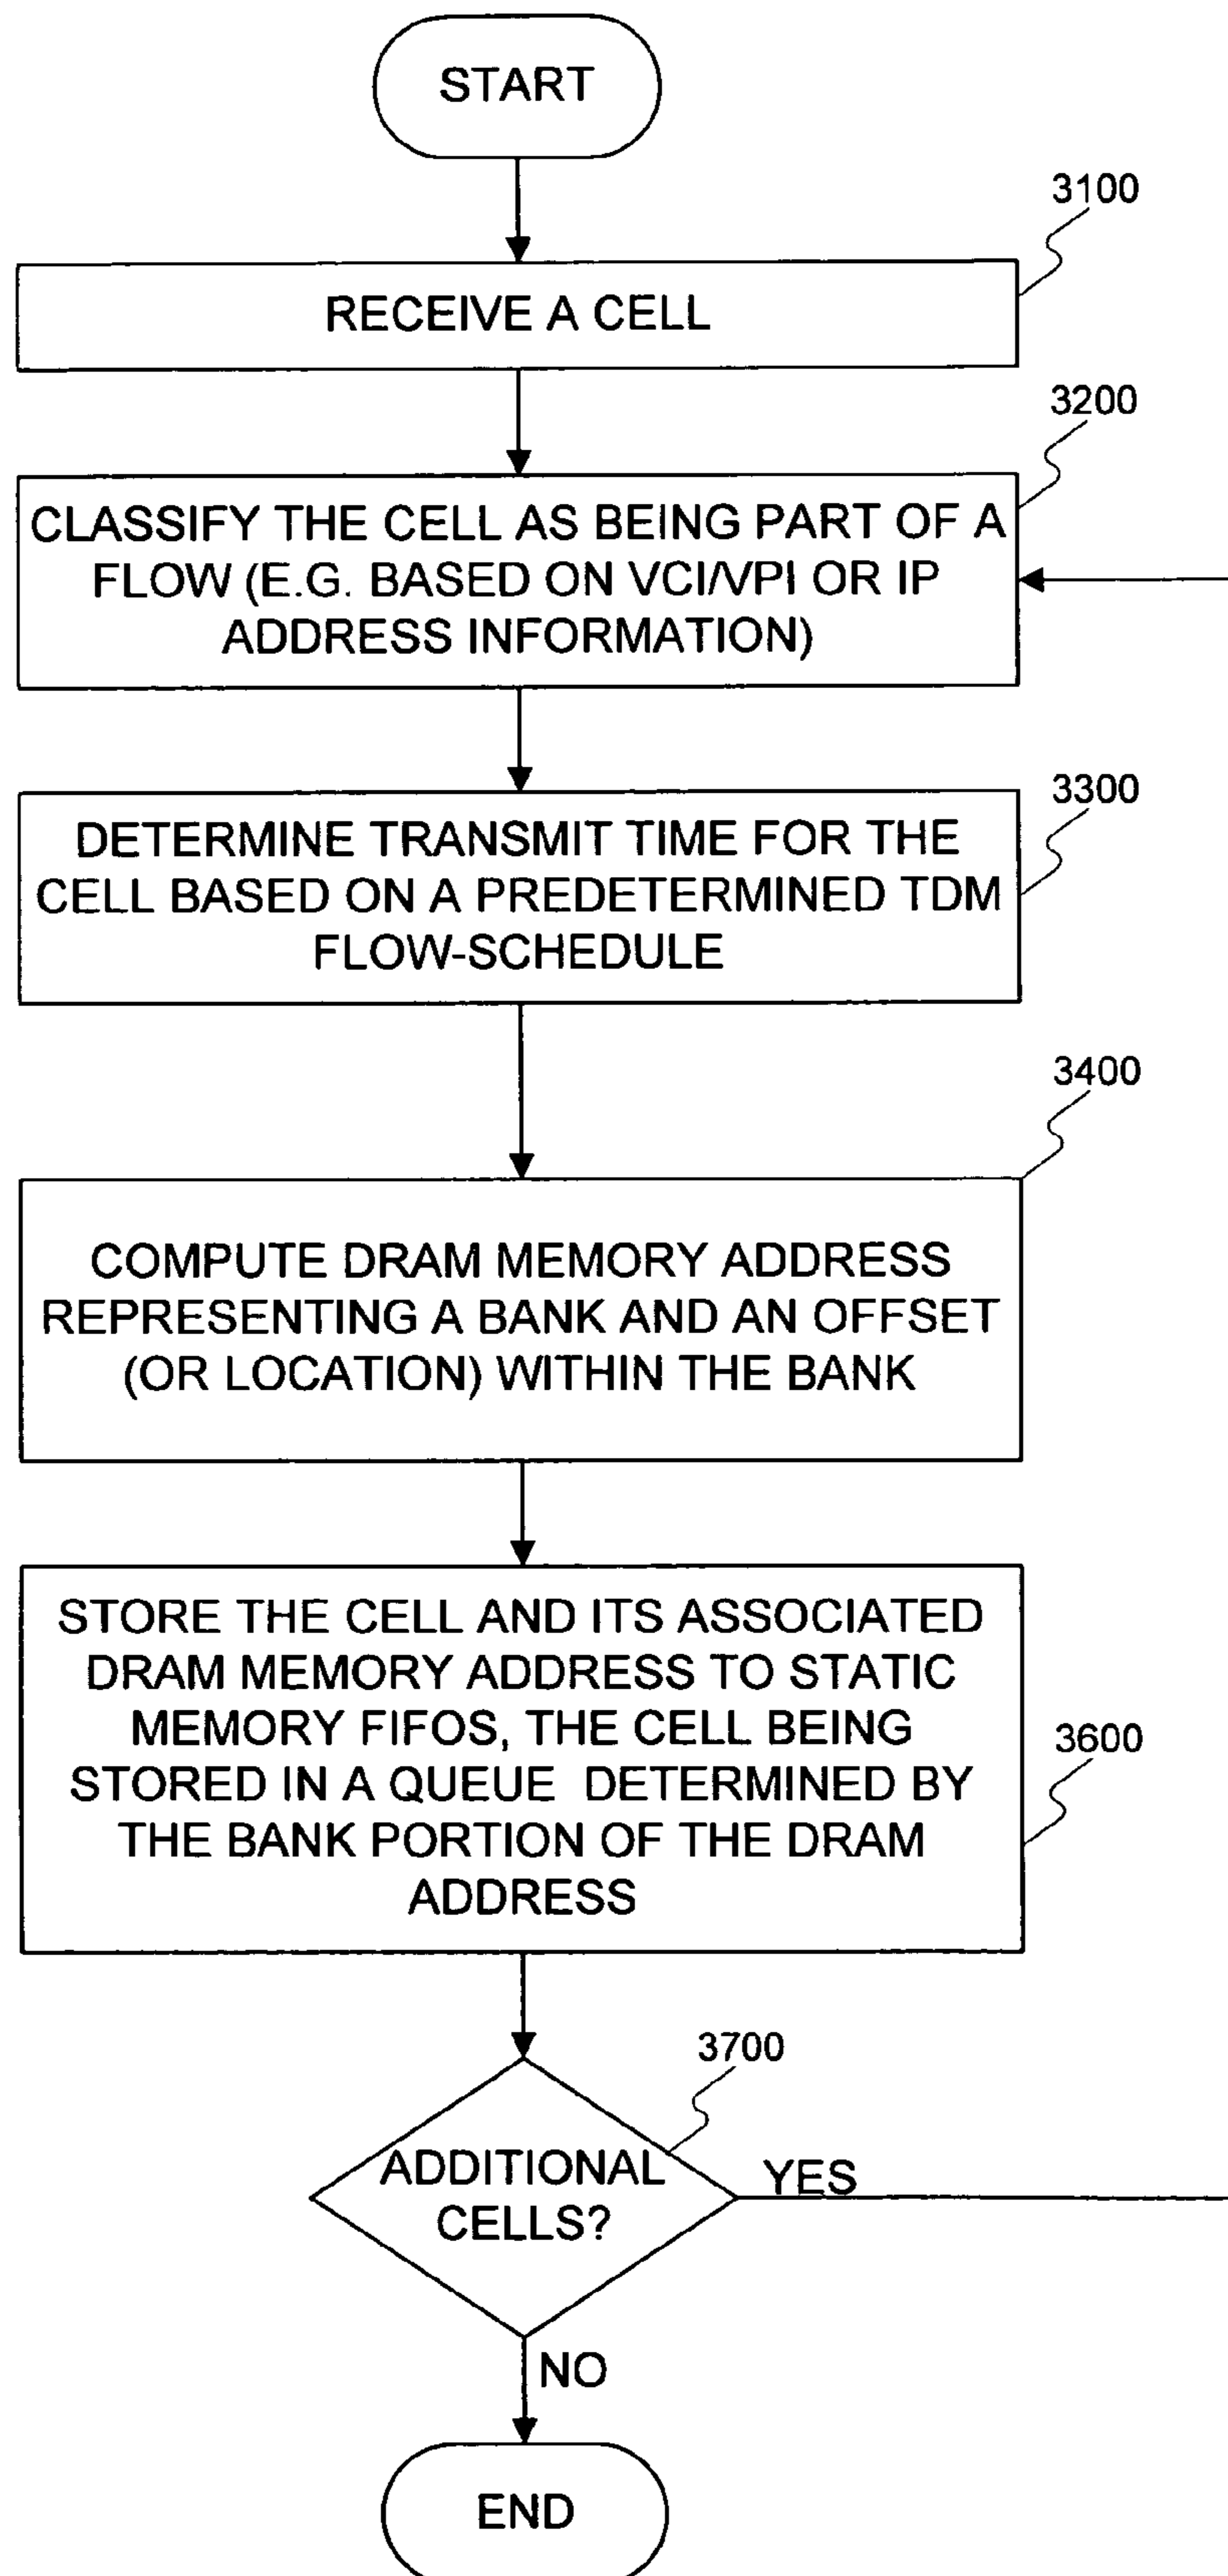 START
3100
RECEIVE A CELL
3200
CLASSIFY THE CELL AS BEING PART OF A
FLOW (E.G. BASED ON VCI/VPI OR IP
ADDRESS INFORMATION)
3300
DETERMINE TRANSMIT TIME FOR THE
CELL BASED ON A PREDETERMINED TDM
FLOW-SCHEDULE
3400
COMPUTE DRAM MEMORY ADDRESS
REPRESENTING A BANK AND AN OFFSET
(OR LOCATION) WITHIN THE BANK
STORE THE CELL AND ITS ASSOCIATED
DRAM MEMORY ADDRESS TO STATIC
MEMORY FIFOS, THE CELL BEING
3600
STORED IN A QUEUE DETERMINED BY
THE BANK PORTION OF THE DRAM
ADDRESS
3700
ADDITIONAL
CELLS?
YES
NO
END